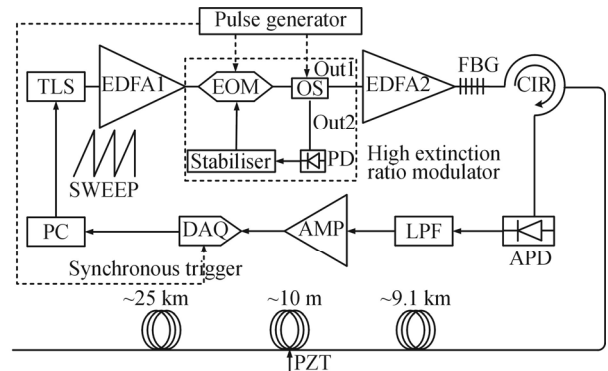 Pulse generator
TLS
EDFA1
EOM
Out1
OS
EDFA2
FBG
CIR
Out2
Stabiliser
PD
High extinction
ratio modulator
SWEEP
PC
DAQ
AMP
LPF
APD
Synchronous trigger
~25 km
~10 m
~9.1 km
PZT